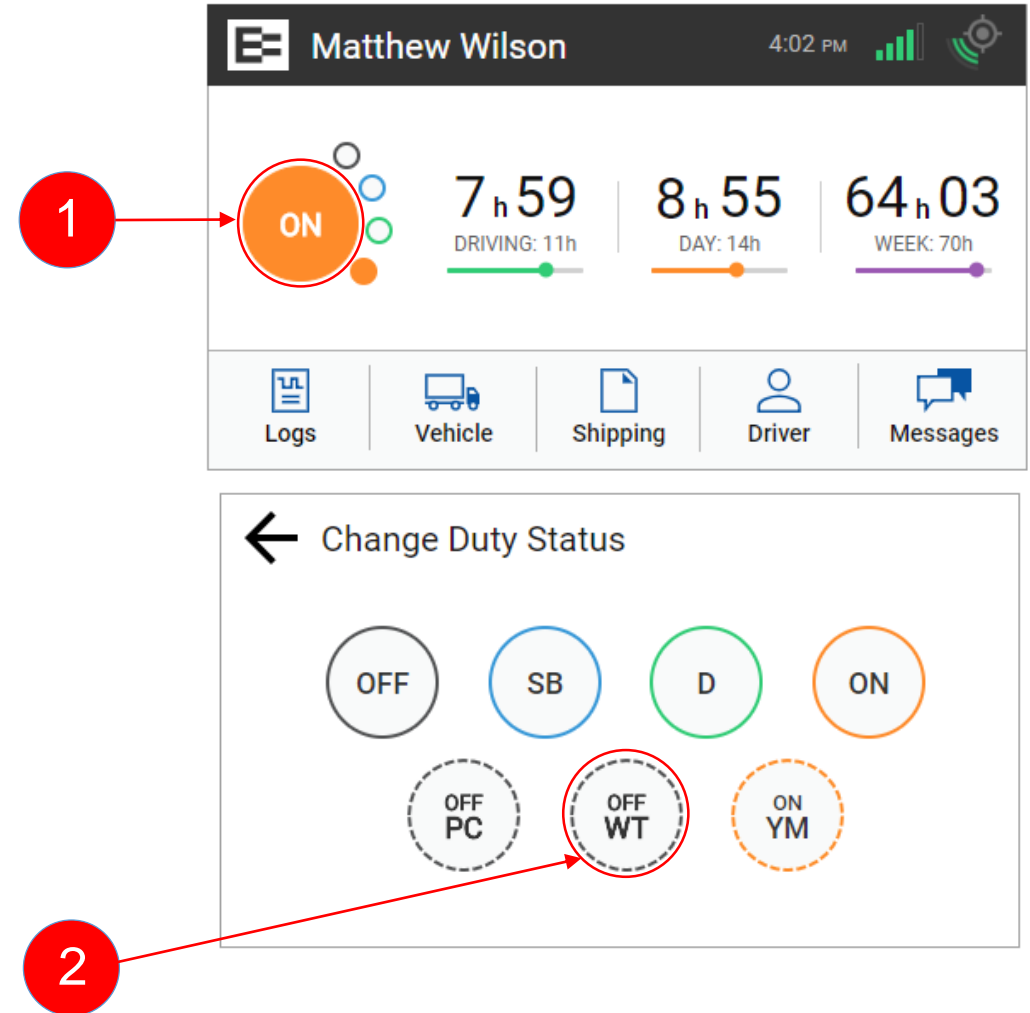 Matthew Wilson 4:02 PM
1
ON
7 h 59 8 h 55 64 h 03
DRIVING: 11h DAY: 14h WEEK: 70h
Logs Vehicle Shipping Driver Messages
Change Duty Status
OFF SB D ON
OFF PC
OFF WT
ON YM
2